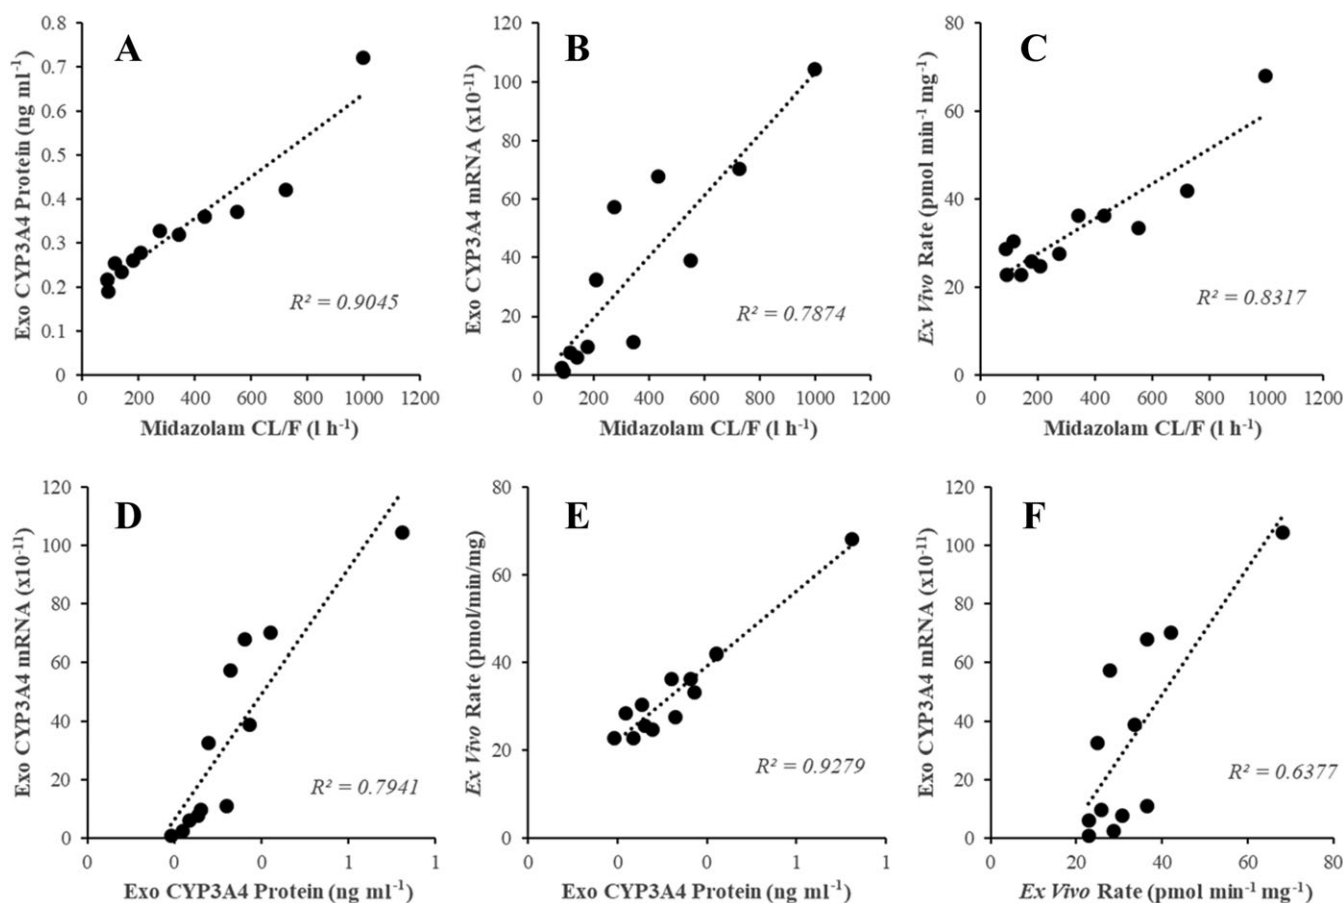 A
Exo CYP3A4 Protein (ng ml⁻¹)
0.8
0.7
0.6
0.5
0.4
0.3
0.2
0.1
0
R² = 0.9045
0 200 400 600 800 1000 1200
Midazolam CL/F (l h⁻¹)
B
Exo CYP3A4 mRNA (x10⁻¹¹)
120
100
80
60
40
20
0
R² = 0.7874
0 200 400 600 800 1000 1200
Midazolam CL/F (l h⁻¹)
C
Ex Vivo Rate (pmol min⁻¹ mg⁻¹)
80
60
40
20
0
R² = 0.8317
0 200 400 600 800 1000 1200
Midazolam CL/F (l h⁻¹)
D
Exo CYP3A4 mRNA (x10⁻¹¹)
120
100
80
60
40
20
0
R² = 0.7941
0 0 0 1 1
Exo CYP3A4 Protein (ng ml⁻¹)
E
Ex Vivo Rate (pmol/min/mg)
80
60
40
20
0
R² = 0.9279
0 0 0 1 1
Exo CYP3A4 Protein (ng ml⁻¹)
F
Exo CYP3A4 mRNA (x10⁻¹¹)
120
100
80
60
40
20
0
R² = 0.6377
0 20 40 60 80
Ex Vivo Rate (pmol min⁻¹ mg⁻¹)